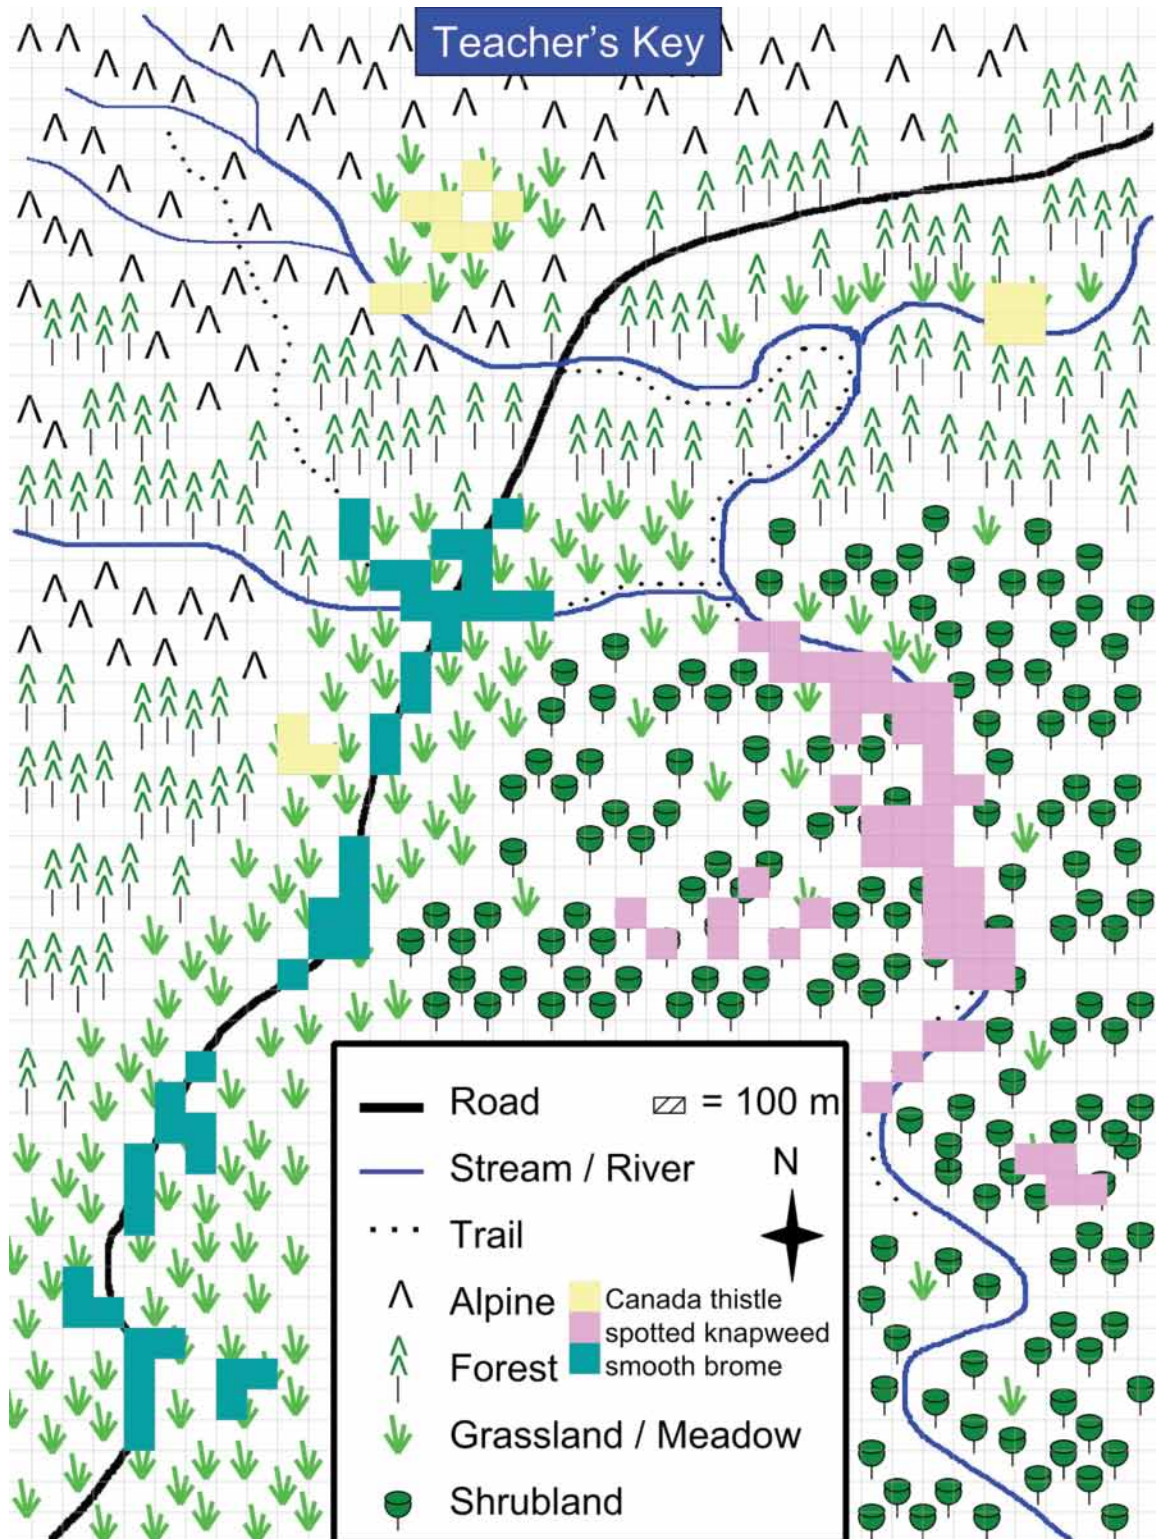 Teacher's Key
Road = 100 m
Stream / River N
Trail
Alpine
Canada thistle
spotted knapweed
Forest
smooth brome
Grassland / Meadow
Shrubland